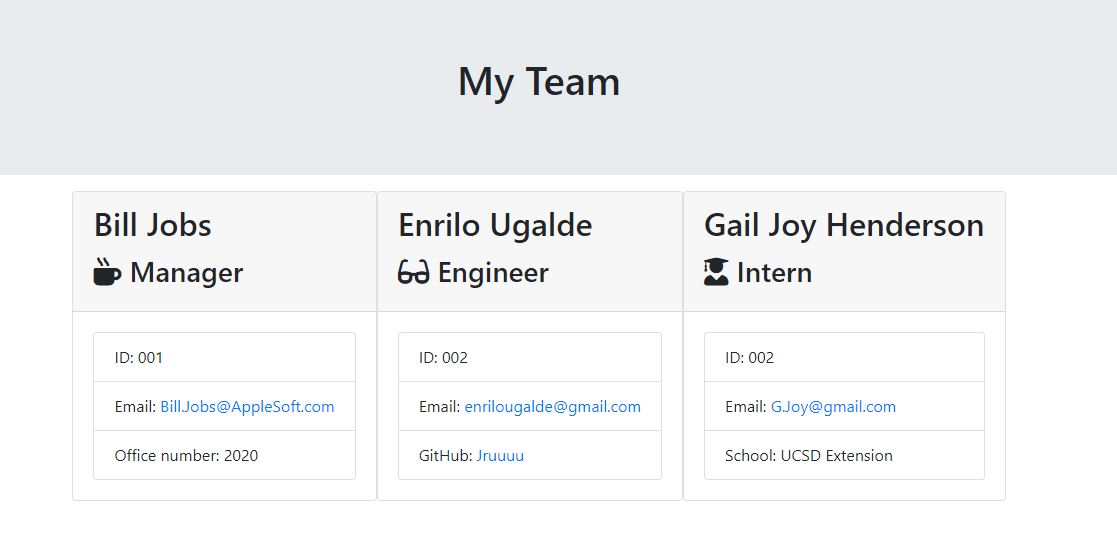 My Team
Bill Jobs
Manager
ID: 001
Email: Bill.Jobs@AppleSoft.com
Office number: 2020
Enrilo Ugalde
Engineer
ID: 002
Email: enrilougalde@gmail.com
GitHub: Jruuuu
Gail Joy Henderson
Intern
ID: 002
Email: G.Joy@gmail.com
School: UCSD Extension